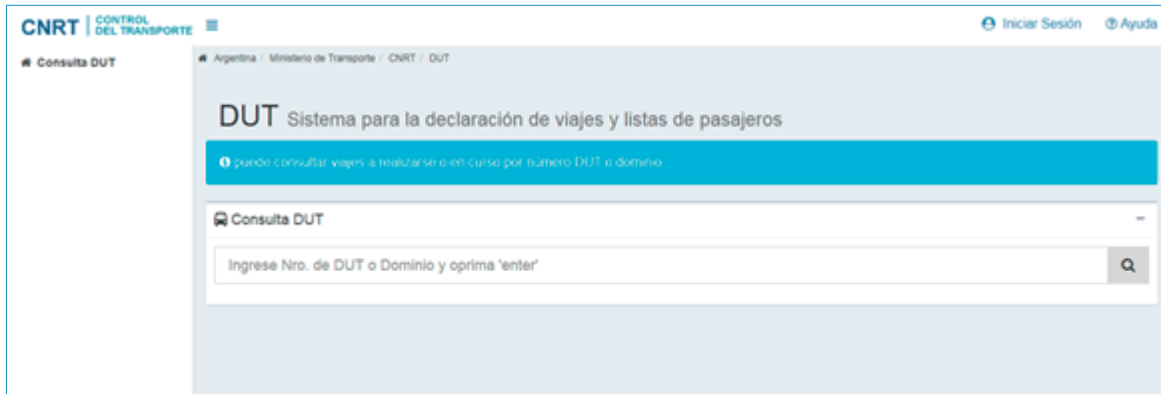 CNRT CONTROL DEL TRANSPORTE
Iniciar Sesión
Ayuda
Consulta DUT
Argentina / Ministerio de Transporte / CNRT / DUT
DUT Sistema para la declaración de viajes y listas de pasajeros
puede consultar viajes a realizarse o en curso por número DUT o dominio
Consulta DUT
Ingrese Nro. de DUT o Dominio y oprima 'enter'